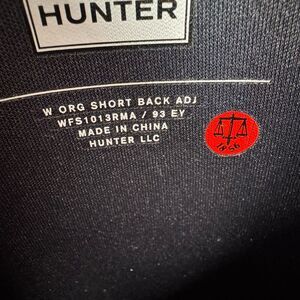 HUNTER
W ORG SHORT BACK ADJ
WFS1013RMA / 93 EY
MADE IN CHINA
HUNTER LLC